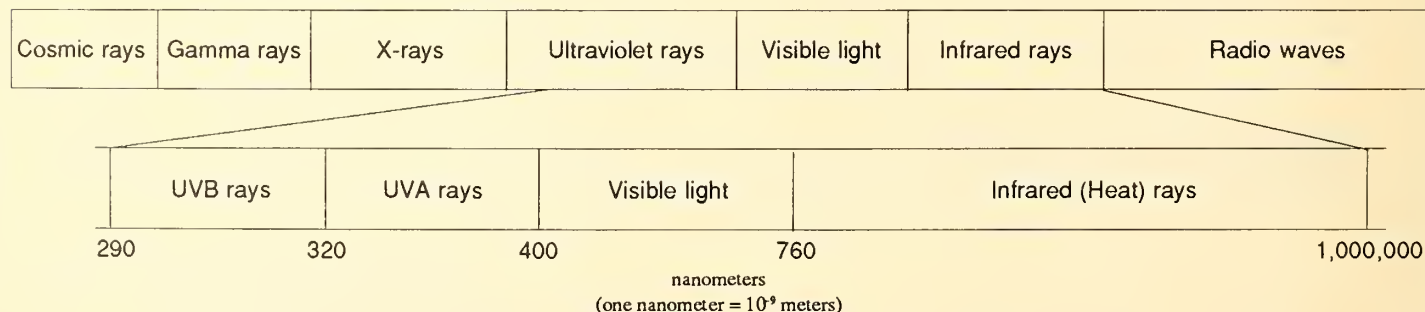 Cosmic rays Gamma rays X-rays Ultraviolet rays Visible light Infrared rays Radio waves
UVB rays UVA rays Visible light Infrared (Heat) rays
290 320 400 760 1,000,000
nanometers
(one nanometer = 10⁻⁹ meters)